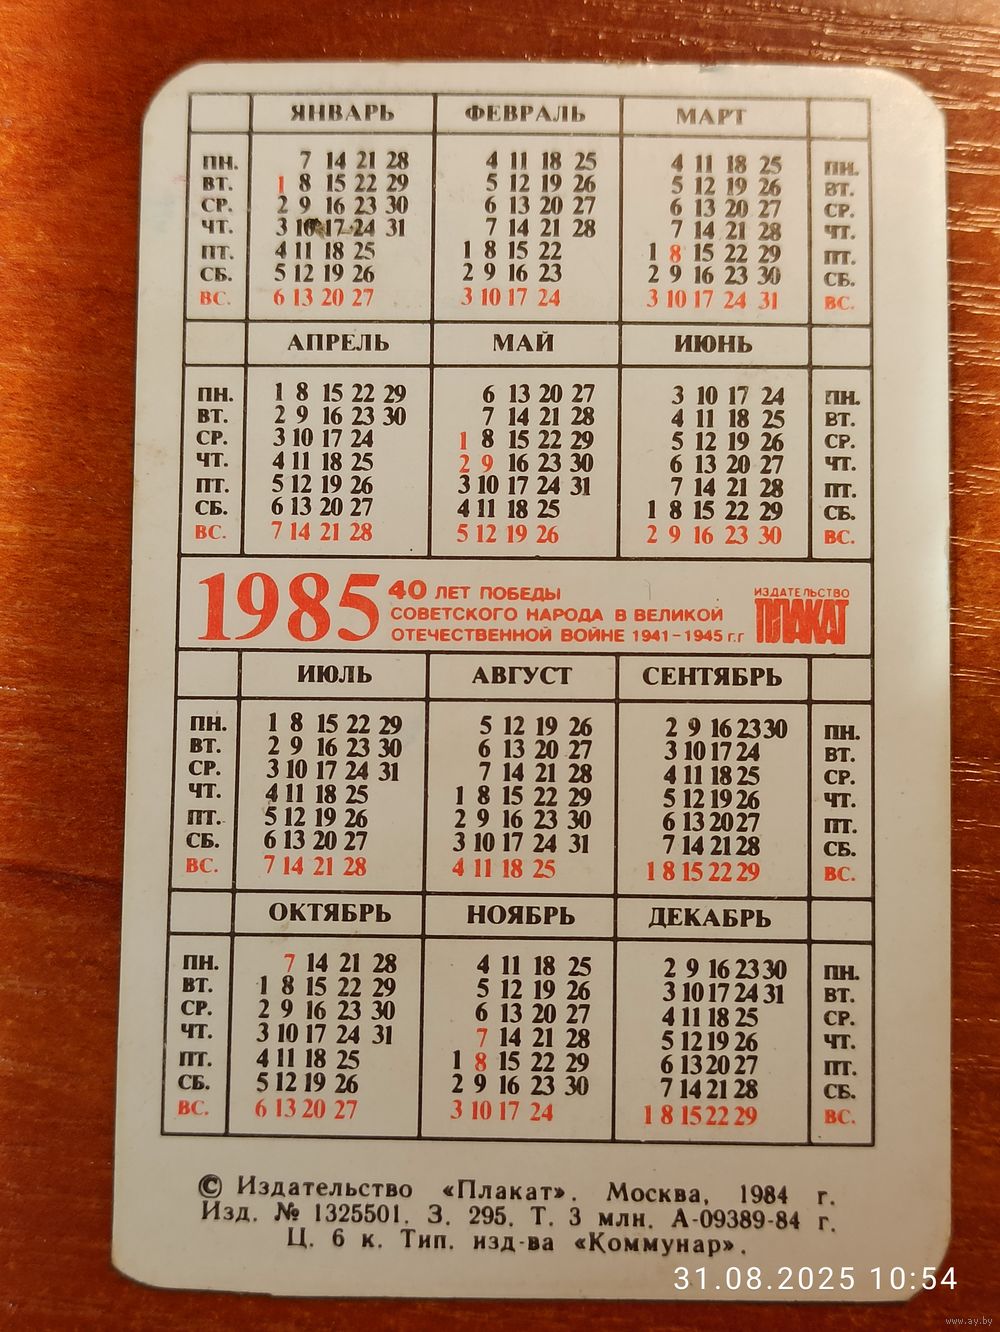 ЯНВАРЬ ФЕВРАЛЬ МАРТ
ПН. 7 14 21 28 4 11 18 25 4 11 18 25 ПН.
ВТ. 1 8 15 22 29 5 12 19 26 5 12 19 26 ВТ.
СР. 2 9 16 23 30 6 13 20 27 6 13 20 27 СР.
ЧТ. 3 10 17 24 31 7 14 21 28 7 14 21 28 ЧТ.
ПТ. 4 11 18 25 1 8 15 22 1 8 15 22 29 ПТ.
СБ. 5 12 19 26 2 9 16 23 2 9 16 23 30 СБ.
ВС. 6 13 20 27 3 10 17 24 3 10 17 24 31 ВС.
АПРЕЛЬ МАЙ ИЮНЬ
ПН. 1 8 15 22 29 6 13 20 27 3 10 17 24 ПН.
ВТ. 2 9 16 23 30 7 14 21 28 4 11 18 25 ВТ.
СР. 3 10 17 24 1 8 15 22 29 5 12 19 26 СР.
ЧТ. 4 11 18 25 2 9 16 23 30 6 13 20 27 ЧТ.
ПТ. 5 12 19 26 3 10 17 24 31 7 14 21 28 ПТ.
СБ. 6 13 20 27 4 11 18 25 1 8 15 22 29 СБ.
ВС. 7 14 21 28 5 12 19 26 2 9 16 23 30 ВС.
1985
40 ЛЕТ ПОБЕДЫ
СОВЕТСКОГО НАРОДА В ВЕЛИКОЙ
ОТЕЧЕСТВЕННОЙ ВОЙНЕ 1941-1945 г.г
ИЗДАТЕЛЬСТВО
ПЛАКАТ
ИЮЛЬ АВГУСТ СЕНТЯБРЬ
ПН. 1 8 15 22 29 5 12 19 26 2 9 16 23 30 ПН.
ВТ. 2 9 16 23 30 6 13 20 27 3 10 17 24 ВТ.
СР. 3 10 17 24 31 7 14 21 28 4 11 18 25 СР.
ЧТ. 4 11 18 25 1 8 15 22 29 5 12 19 26 ЧТ.
ПТ. 5 12 19 26 2 9 16 23 30 6 13 20 27 ПТ.
СБ. 6 13 20 27 3 10 17 24 31 7 14 21 28 СБ.
ВС. 7 14 21 28 4 11 18 25 1 8 15 22 29 ВС.
ОКТЯБРЬ НОЯБРЬ ДЕКАБРЬ
ПН. 7 14 21 28 4 11 18 25 2 9 16 23 30 ПН.
ВТ. 1 8 15 22 29 5 12 19 26 3 10 17 24 31 ВТ.
СР. 2 9 16 23 30 6 13 20 27 4 11 18 25 СР.
ЧТ. 3 10 17 24 31 7 14 21 28 5 12 19 26 ЧТ.
ПТ. 4 11 18 25 1 8 15 22 29 6 13 20 27 ПТ.
СБ. 5 12 19 26 2 9 16 23 30 7 14 21 28 СБ.
ВС. 6 13 20 27 3 10 17 24 1 8 15 22 29 ВС.
© Издательство «Плакат». Москва, 1984 г.
Изд. № 1325501. З. 295. Т. 3 млн. А-09389-84 г.
Ц. 6 к. Тип. изд-ва «Коммунар».
31.08.2025 10:54
www.ay.by